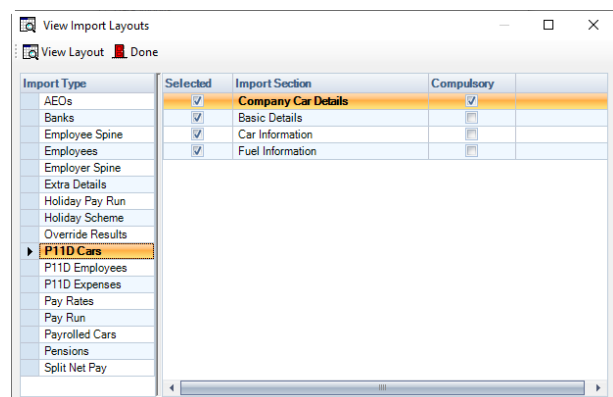 View Import Layouts
View Layout Done
Import Type Selected Import Section Compulsory
AEOs Company Car Details
Banks Basic Details
Employee Spine Car Information
Employees Fuel Information
Employer Spine
Extra Details
Holiday Pay Run
Holiday Scheme
Override Results
P11D Cars
P11D Employees
P11D Expenses
Pay Rates
Pay Run
Payrolled Cars
Pensions
Split Net Pay